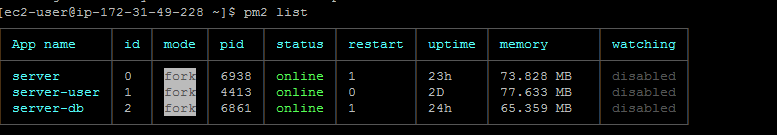 [ec2-user@ip-172-31-49-228 ~]$ pm2 list
App name id mode pid status restart uptime memory watching
server 0 fork 6938 online 1 23h 73.828 MB disabled
server-user 1 fork 4413 online 0 2D 77.633 MB disabled
server-db 2 fork 6861 online 1 24h 65.359 MB disabled